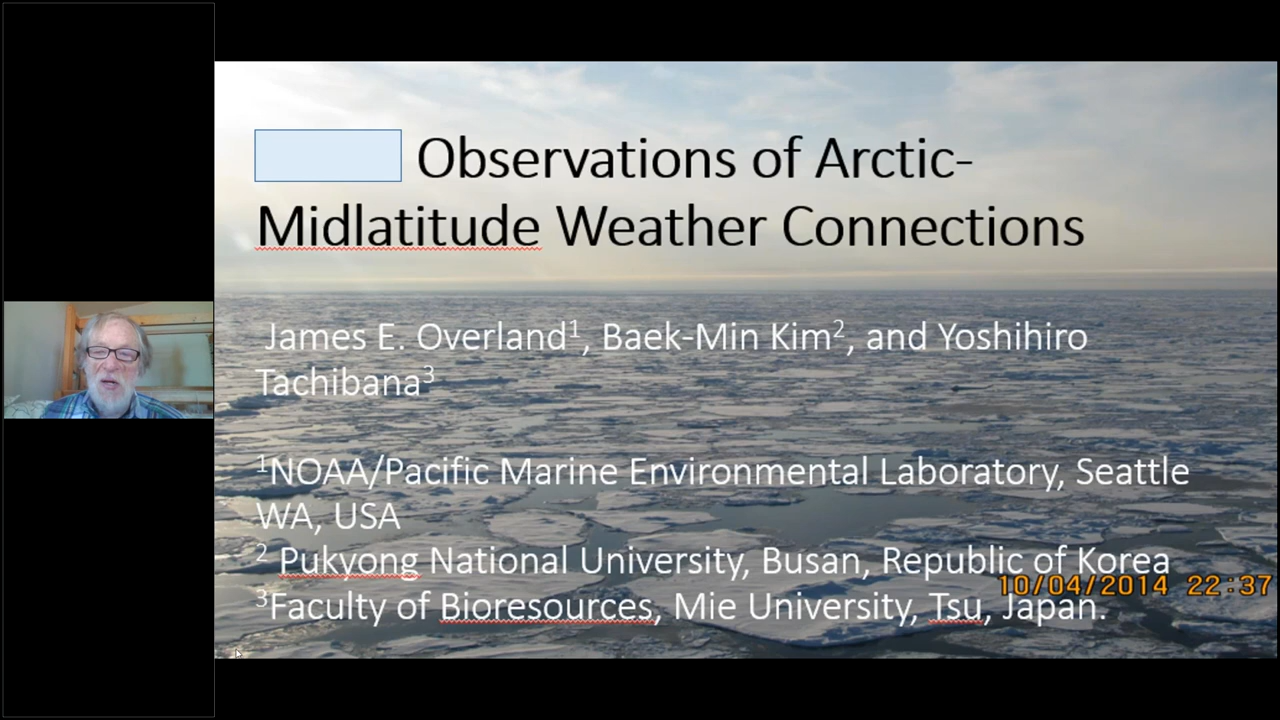 Observations of Arctic-
Midlatitude Weather Connections
James E. Overland¹, Baek-Min Kim², and Yoshihiro
Tachibana³
¹NOAA/Pacific Marine Environmental Laboratory, Seattle
WA, USA
² Pukyong National University, Busan, Republic of Korea
10/04/2014 22:37
³Faculty of Bioresources, Mie University, Tsu, Japan.